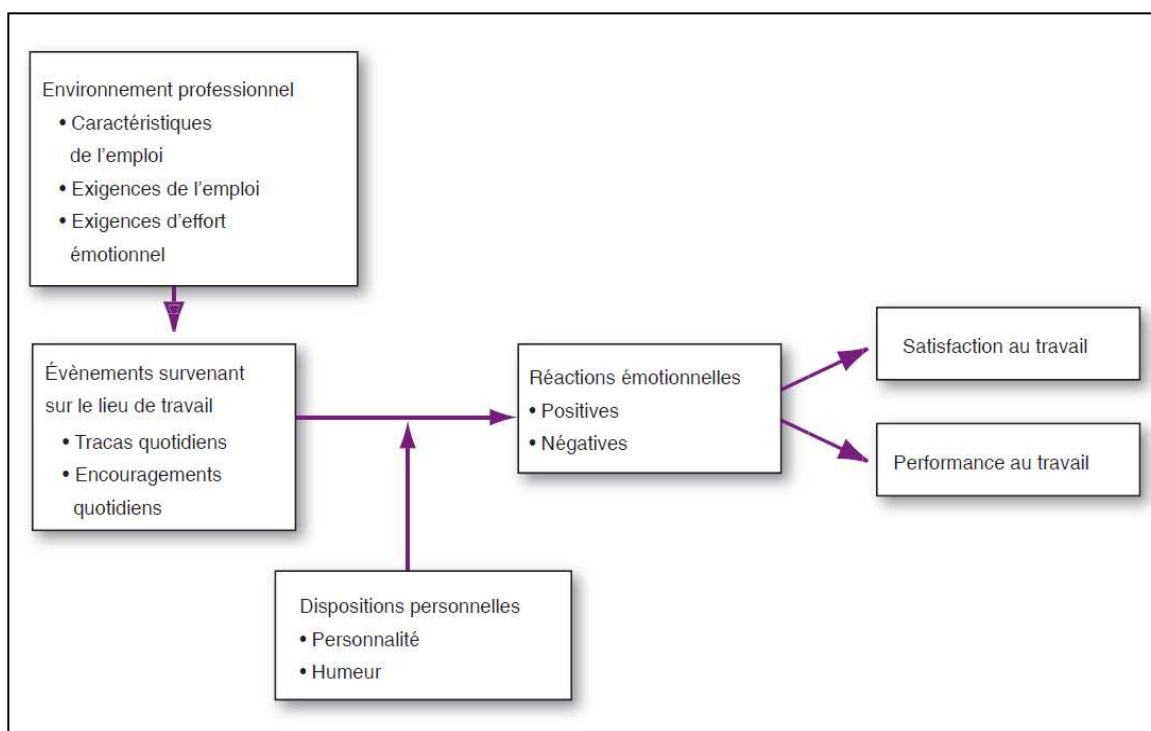 Environnement professionnel
• Caractéristiques
de l'emploi
• Exigences de l'emploi
• Exigences d'effort
émotionnel
Évènements survenant
sur le lieu de travail
• Tracas quotidiens
• Encouragements
quotidiens
Dispositions personnelles
• Personnalité
• Humeur
Réactions émotionnelles
• Positives
• Négatives
Satisfaction au travail
Performance au travail